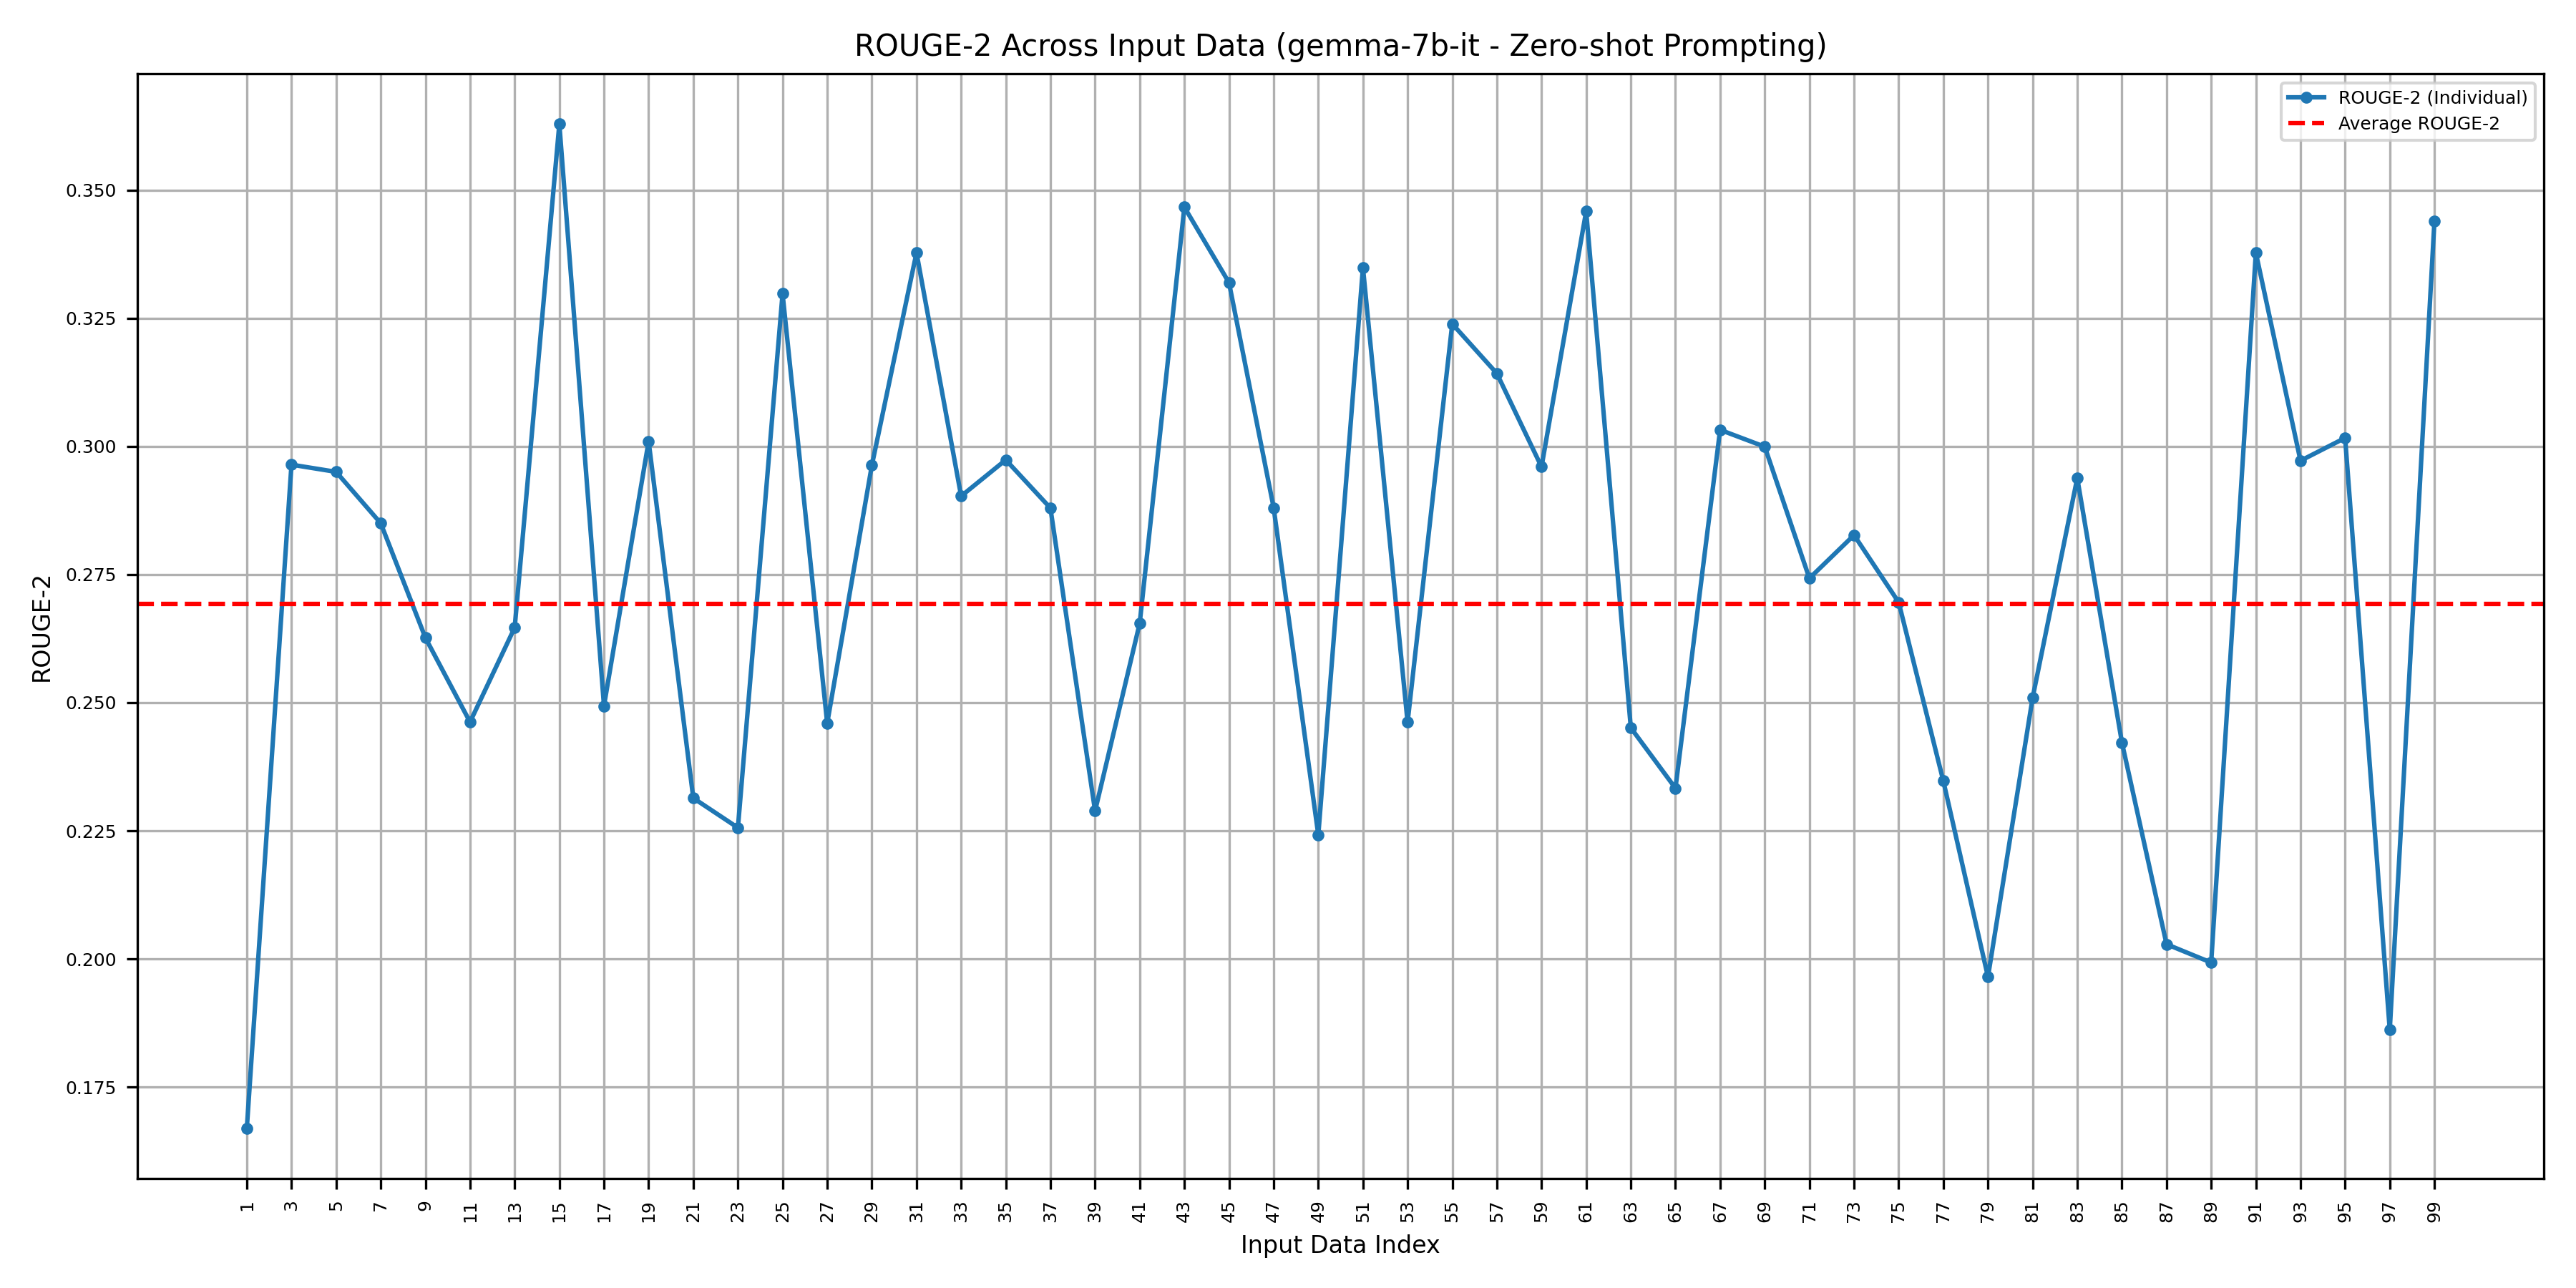 ROUGE-2 Across Input Data (gemma-7b-it - Zero-shot Prompting)
ROUGE-2 (Individual)
Average ROUGE-2
0.350
0.325
0.300
0.275
0.250
0.225
0.200
0.175
ROUGE-2
1 3 5 7 9 11 13 15 17 19 21 23 25 27 29 31 33 35 37 39 41 43 45 47 49 51 53 55 57 59 61 63 65 67 69 71 73 75 77 79 81 83 85 87 89 91 93 95 97 99
Input Data Index